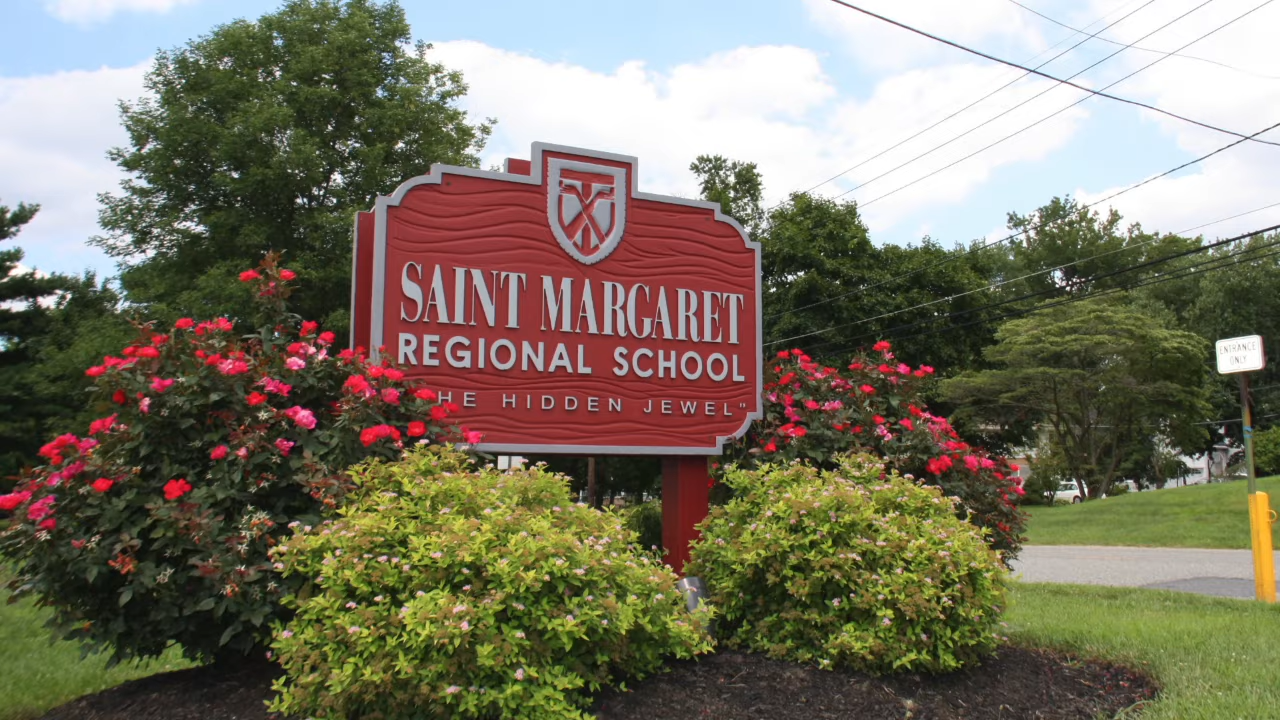 SAINT MARGARET
REGIONAL SCHOOL
HE HIDDEN JEWEL"
ENTRANCE
ONLY